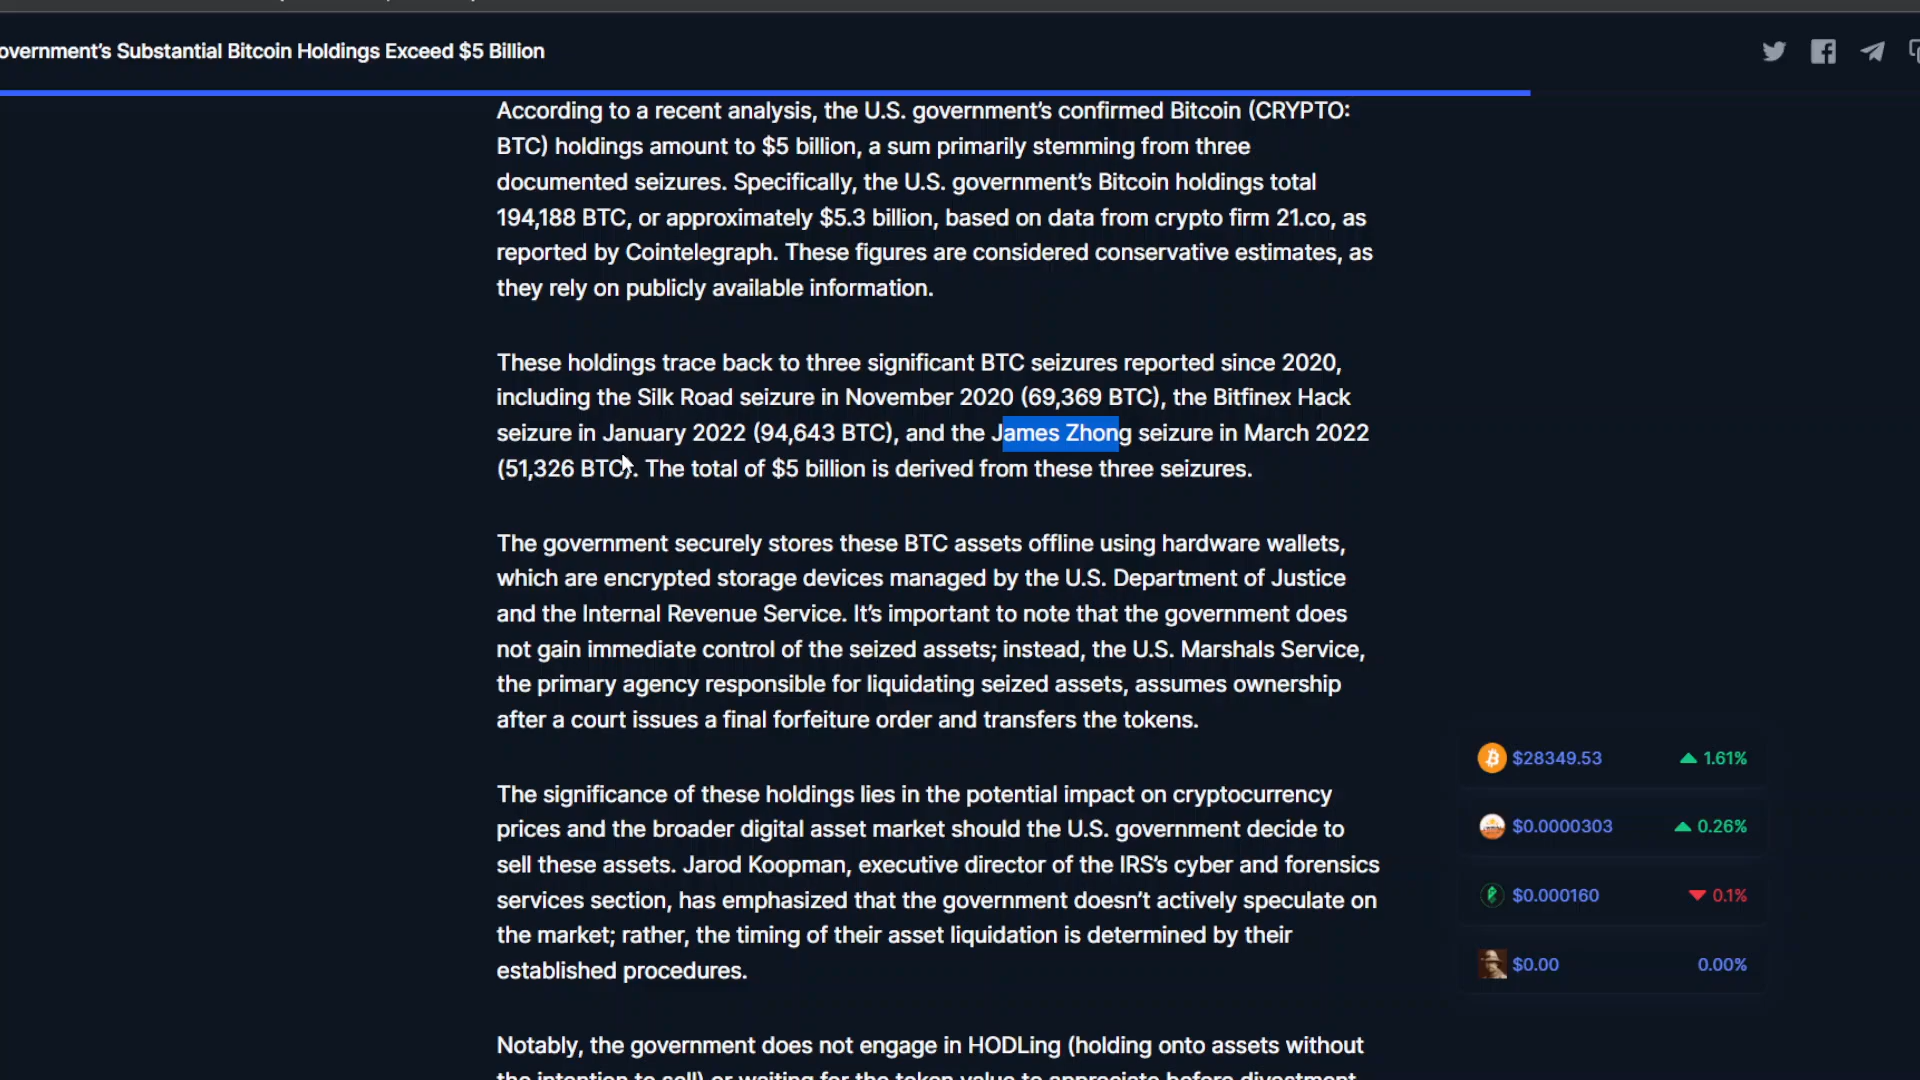 overnment's Substantial Bitcoin Holdings Exceed $5 Billion
According to a recent analysis, the U.S. government's confirmed Bitcoin (CRYPTO:
BTC) holdings amount to $5 billion, a sum primarily stemming from three
documented seizures. Specifically, the U.S. government's Bitcoin holdings total
194,188 BTC, or approximately $5.3 billion, based on data from crypto firm 21.co, as
reported by Cointelegraph. These figures are considered conservative estimates, as
they rely on publicly available information.
These holdings trace back to three significant BTC seizures reported since 2020,
including the Silk Road seizure in November 2020 (69,369 BTC), the Bitfinex Hack
seizure in January 2022 (94,643 BTC), and the James Zhong seizure in March 2022
(51,326 BTC). The total of $5 billion is derived from these three seizures.
The government securely stores these BTC assets offline using hardware wallets,
which are encrypted storage devices managed by the U.S. Department of Justice
and the Internal Revenue Service. It's important to note that the government does
not gain immediate control of the seized assets; instead, the U.S. Marshals Service,
the primary agency responsible for liquidating seized assets, assumes ownership
after a court issues a final forfeiture order and transfers the tokens.
$28349.53 1.61%
$0.0000303 0.26%
$0.000160 0.1%
$0.00 0.00%
The significance of these holdings lies in the potential impact on cryptocurrency
prices and the broader digital asset market should the U.S. government decide to
sell these assets. Jarod Koopman, executive director of the IRS's cyber and forensics
services section, has emphasized that the government doesn't actively speculate on
the market; rather, the timing of their asset liquidation is determined by their
established procedures.
Notably, the government does not engage in HODLing (holding onto assets without
the intention to sell) or waiting for the token value to appreciate before divestment